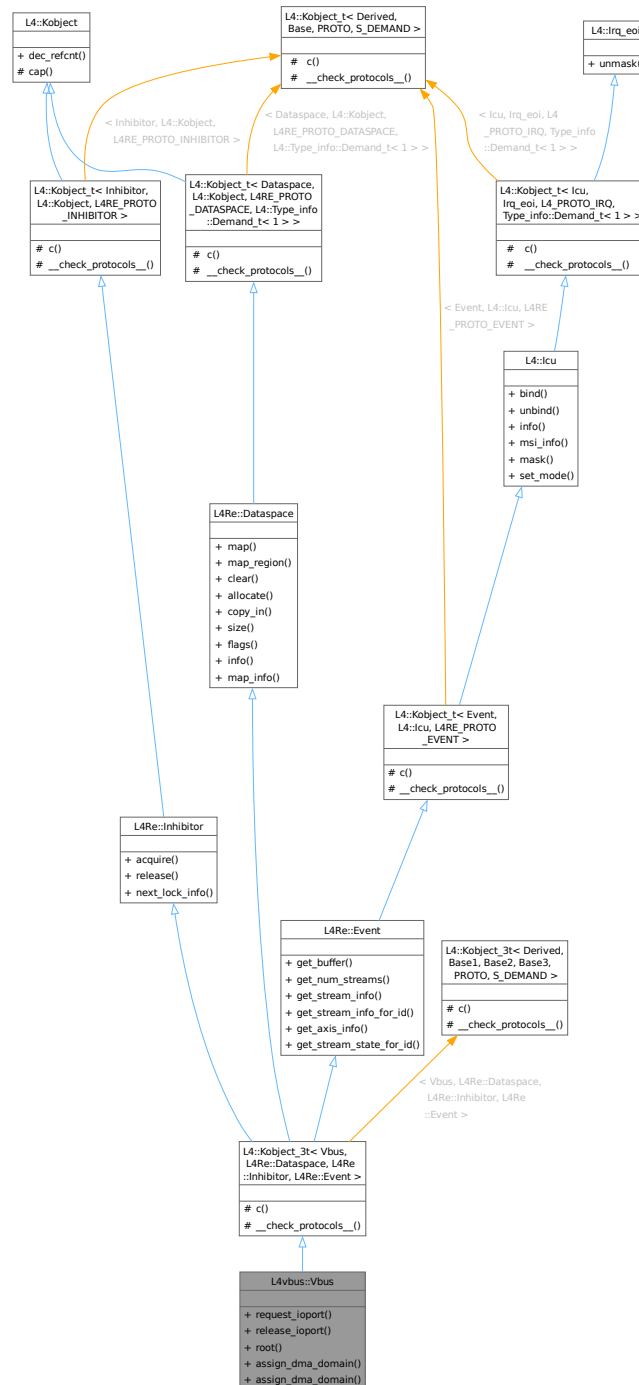 L4::Kobject
+ dec_refcnt()
# cap()
L4::Kobject_t< Derived,
Base, PROTO, S_DEMAND >
# c()
# __check_protocols__()
L4::Irq_eoi
+ unmask()
< Inhibitor, L4::Kobject,
L4RE_PROTO_INHIBITOR >
< Dataspace, L4::Kobject,
L4RE_PROTO_DATASPACE,
L4::Type_info::Demand_t< 1 > >
< Icu, Irq_eoi, L4
_PROTO_IRQ, Type_info
::Demand_t< 1 > >
L4::Kobject_t< Inhibitor,
L4::Kobject, L4RE_PROTO
_INHIBITOR >
# c()
# __check_protocols__()
L4::Kobject_t< Dataspace,
L4::Kobject, L4RE_PROTO
_DATASPACE, L4::Type_info
::Demand_t< 1 > >
# c()
# __check_protocols__()
L4::Kobject_t< Icu,
Irq_eoi, L4_PROTO_IRQ,
Type_info::Demand_t< 1 > >
# c()
# __check_protocols__()
< Event, L4::Icu, L4RE
_PROTO_EVENT >
L4::Icu
+ bind()
+ unbind()
+ info()
+ msi_info()
+ mask()
+ set_mode()
L4Re::Dataspace
+ map()
+ map_region()
+ clear()
+ allocate()
+ copy_in()
+ size()
+ flags()
+ info()
+ map_info()
L4::Kobject_t< Event,
L4::Icu, L4RE_PROTO
_EVENT >
# c()
# __check_protocols__()
L4Re::Inhibitor
+ acquire()
+ release()
+ next_lock_info()
L4Re::Event
+ get_buffer()
+ get_num_streams()
+ get_stream_info()
+ get_stream_info_for_id()
+ get_axis_info()
+ get_stream_state_for_id()
L4::Kobject_3t< Derived,
Base1, Base2, Base3,
PROTO, S_DEMAND >
# c()
# __check_protocols__()
< Vbus, L4Re::Dataspace,
L4Re::Inhibitor, L4Re
::Event >
L4::Kobject_3t< Vbus,
L4Re::Dataspace, L4Re
::Inhibitor, L4Re::Event >
# c()
# __check_protocols__()
L4vbus::Vbus
+ request_ioport()
+ release_ioport()
+ root()
+ assign_dma_domain()
+ assign_dma_domain()